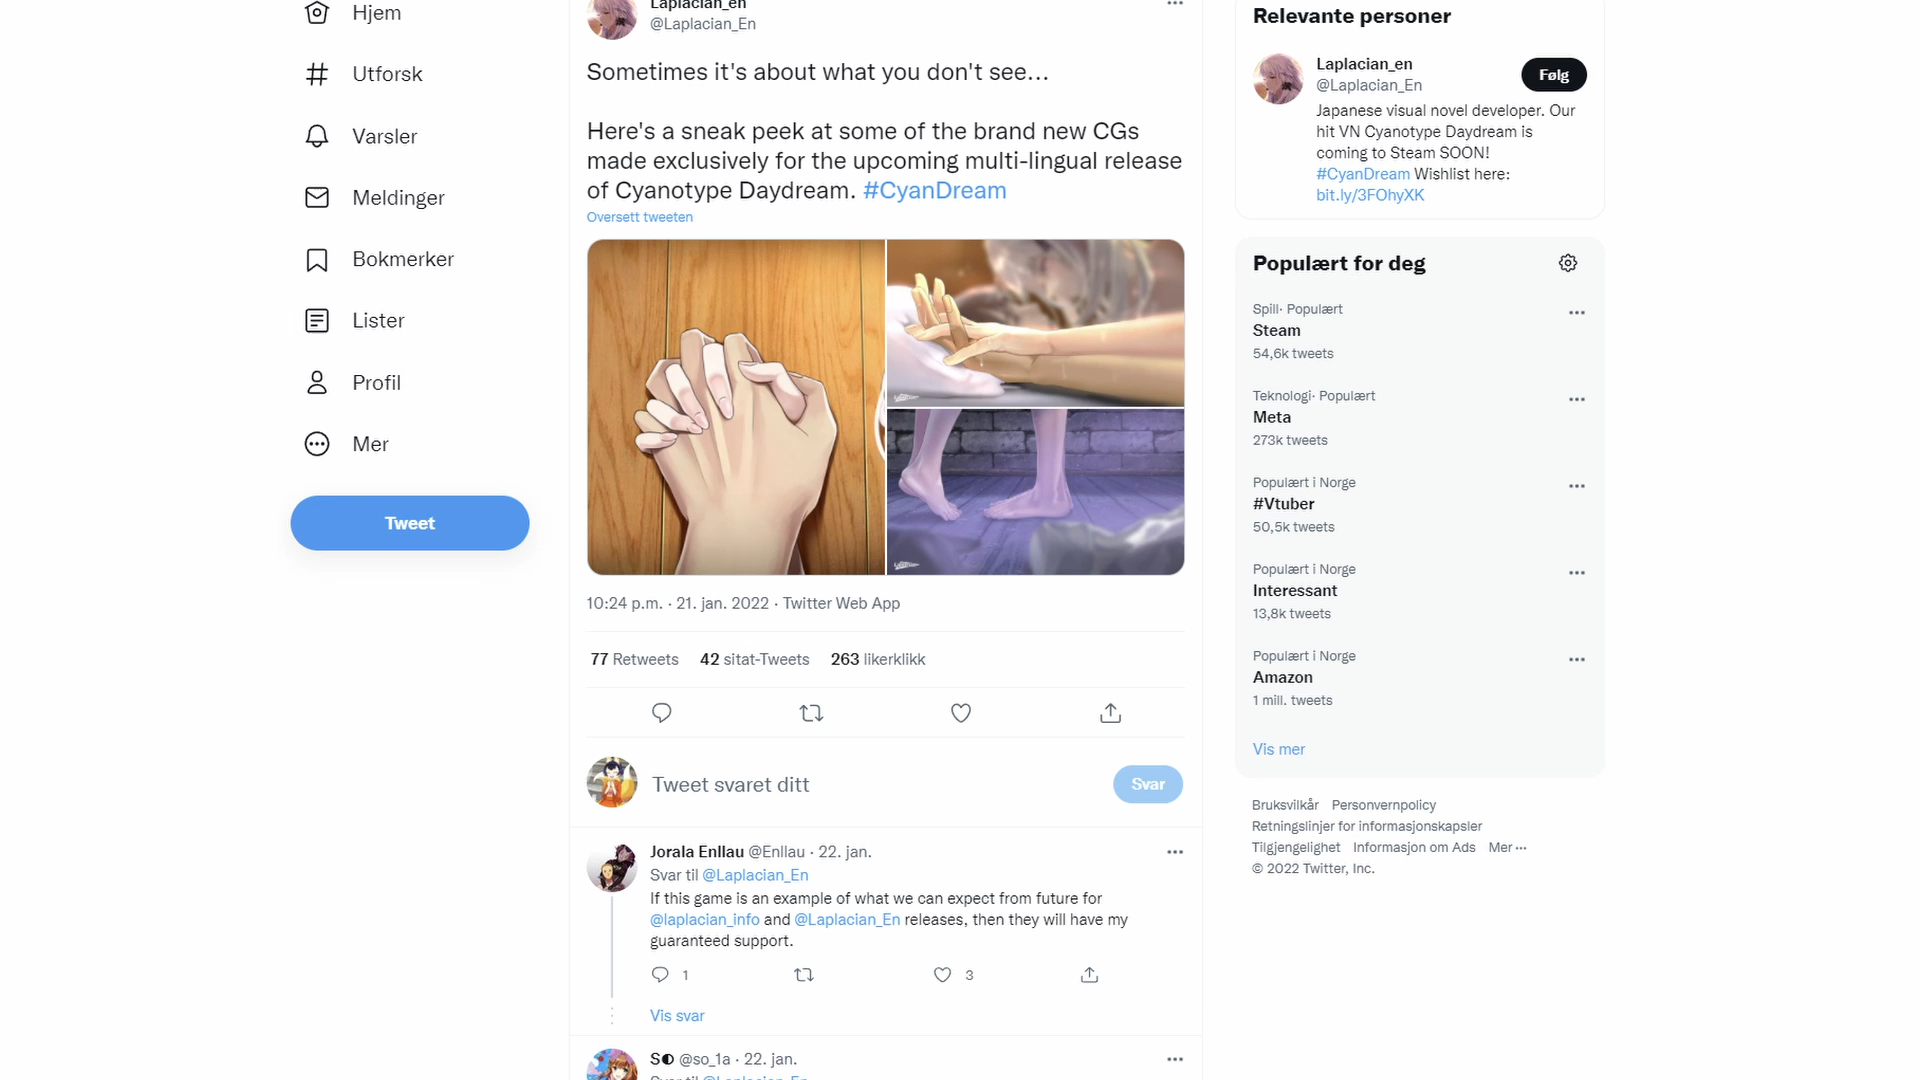 Hjem
Utforsk
Varsler
Meldinger
Bokmerker
Lister
Profil
Mer
Tweet
Laplacian_en
@Laplacian_En
Sometimes it's about what you don't see…
Here's a sneak peek at some of the brand new CGs
made exclusively for the upcoming multi-lingual release
of Cyanotype Daydream. #CyanDream
Oversett tweeten
10:24 p.m. · 21. jan. 2022 · Twitter Web App
77 Retweets 42 sitat-Tweets 263 likerklikk
Tweet svaret ditt
Svar
Jorala Enllau @Enllau · 22. jan.
Svar til @Laplacian_En
If this game is an example of what we can expect from future for
@laplacian_info and @Laplacian_En releases, then they will have my
guaranteed support.
1
3
Vis svar
S◐ @so_1a · 22. jan.
Svar til @Laplacian_En
Relevante personer
Laplacian_en
@Laplacian_En
Følg
Japanese visual novel developer. Our
hit VN Cyanotype Daydream is
coming to Steam SOON!
#CyanDream Wishlist here:
bit.ly/3FOhyXK
Populært for deg
Spill· Populært
Steam
54,6k tweets
Teknologi· Populært
Meta
273k tweets
Populært i Norge
#Vtuber
50,5k tweets
Populært i Norge
Interessant
13,8k tweets
Populært i Norge
Amazon
1 mill. tweets
Vis mer
Bruksvilkår Personvernpolicy
Retningslinjer for informasjonskapsler
Tilgjengelighet Informasjon om Ads Mer ···
© 2022 Twitter, Inc.